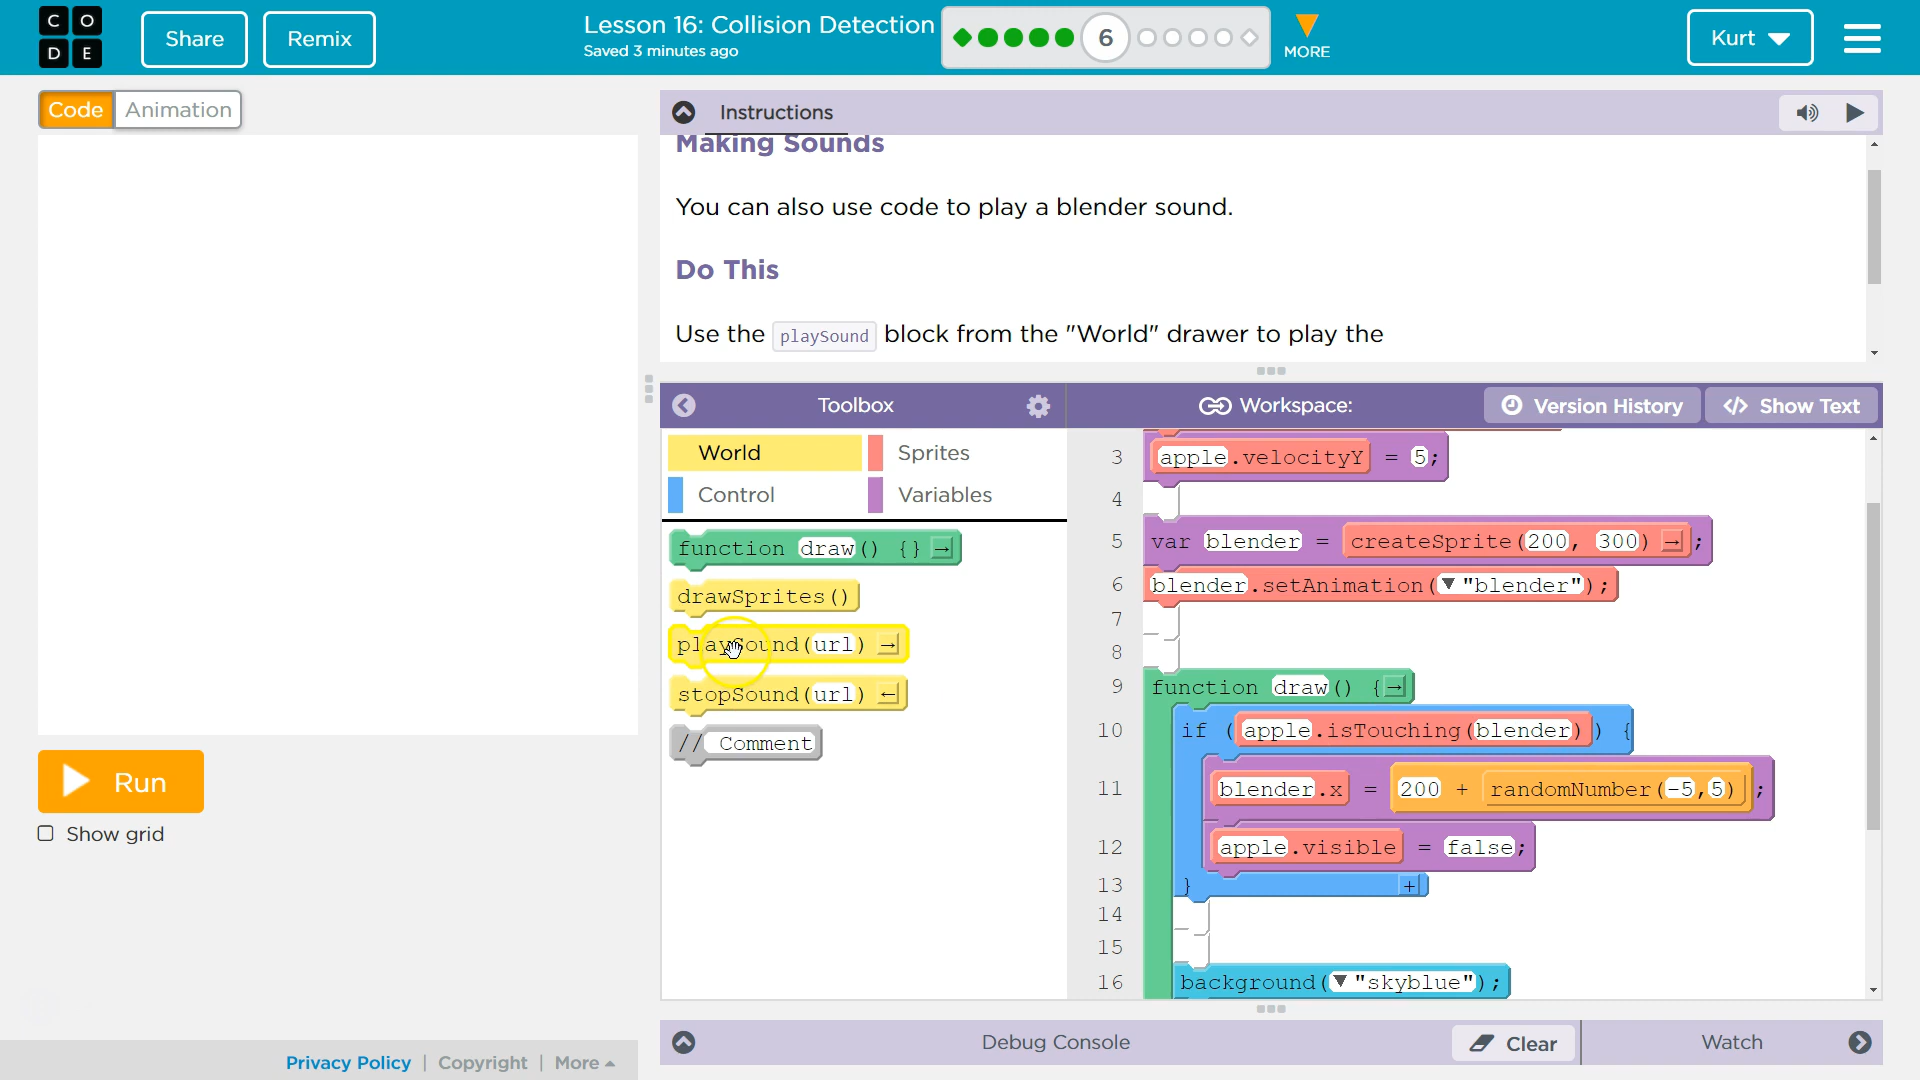 C O
D E
Share
Remix
Lesson 16: Collision Detection
Saved 3 minutes ago
6
MORE
Kurt
Code
Animation
Instructions
Making Sounds
You can also use code to play a blender sound.
Do This
Use the playSound block from the "World" drawer to play the
Toolbox
Workspace:
Version History
</> Show Text
World
Sprites
Control
Variables
function draw() {} →
drawSprites()
playSound(url) →
stopSound(url) ←
// Comment
3 apple.velocityY = 5;
4
5 var blender = createSprite(200, 300) → ;
6 blender.setAnimation(▼ "blender");
7
8
9 function draw() { →
10 if (apple.isTouching(blender)) {
11 blender.x = 200 + randomNumber(-5,5) ;
12 apple.visible = false;
13 } +
14
15
16 background(▼ "skyblue");
Run
Show grid
Debug Console
Clear
Watch
Privacy Policy | Copyright | More